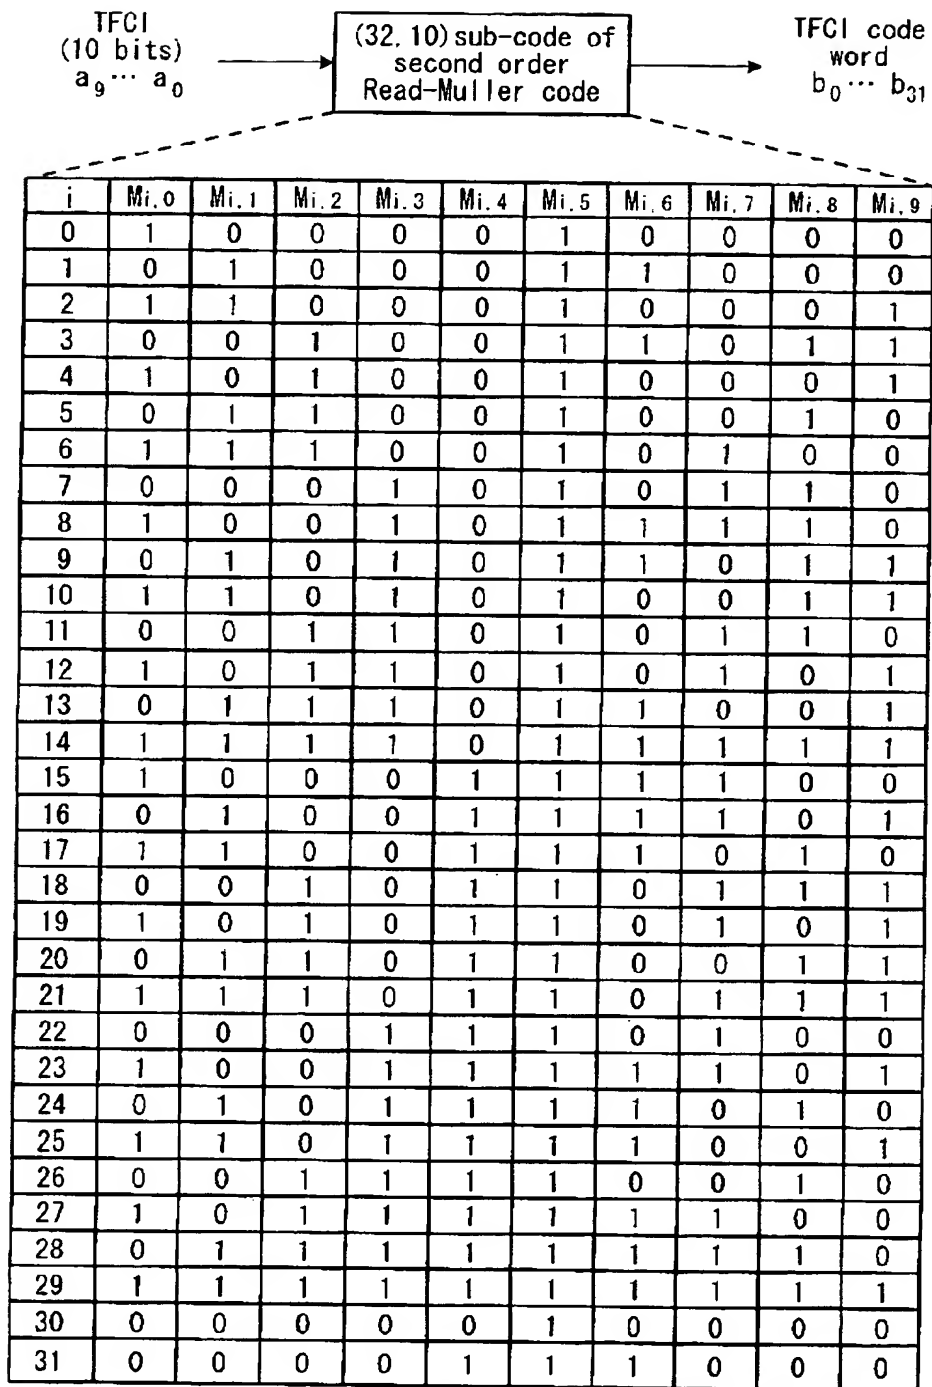 TFCI
(10 bits)
a9 ··· a0
(32, 10) sub-code of
second order
Read-Muller code
TFCI code
word
b0 ··· b31
i Mi,0 Mi,1 Mi,2 Mi,3 Mi,4 Mi,5 Mi,6 Mi,7 Mi,8 Mi,9
0 1 0 0 0 0 1 0 0 0 0
1 0 1 0 0 0 1 1 0 0 0
2 1 1 0 0 0 1 0 0 0 1
3 0 0 1 0 0 1 1 0 1 1
4 1 0 1 0 0 1 0 0 0 1
5 0 1 1 0 0 1 0 0 1 0
6 1 1 1 0 0 1 0 1 0 0
7 0 0 0 1 0 1 0 1 1 0
8 1 0 0 1 0 1 1 1 1 0
9 0 1 0 1 0 1 1 0 1 1
10 1 1 0 1 0 1 0 0 1 1
11 0 0 1 1 0 1 0 1 1 0
12 1 0 1 1 0 1 0 1 0 1
13 0 1 1 1 0 1 1 0 0 1
14 1 1 1 1 0 1 1 1 1 1
15 1 0 0 0 1 1 1 1 0 0
16 0 1 0 0 1 1 1 1 0 1
17 1 1 0 0 1 1 1 0 1 0
18 0 0 1 0 1 1 0 1 1 1
19 1 0 1 0 1 1 0 1 0 1
20 0 1 1 0 1 1 0 0 1 1
21 1 1 1 0 1 1 0 1 1 1
22 0 0 0 1 1 1 0 1 0 0
23 1 0 0 1 1 1 1 1 0 1
24 0 1 0 1 1 1 1 0 1 0
25 1 1 0 1 1 1 1 0 0 1
26 0 0 1 1 1 1 0 0 1 0
27 1 0 1 1 1 1 1 1 0 0
28 0 1 1 1 1 1 1 1 1 0
29 1 1 1 1 1 1 1 1 1 1
30 0 0 0 0 0 1 0 0 0 0
31 0 0 0 0 1 1 1 0 0 0